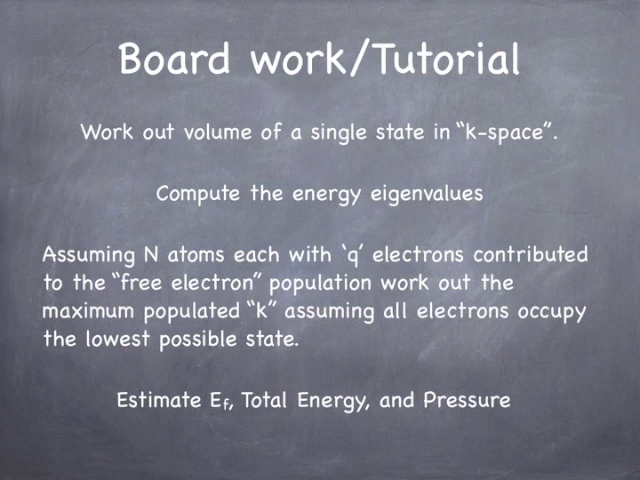 Board work/Tutorial
Work out volume of a single state in “k-space”.
Compute the energy eigenvalues
Assuming N atoms each with ‘q’ electrons contributed
to the “free electron” population work out the
maximum populated “k” assuming all electrons occupy
the lowest possible state.
Estimate Ef, Total Energy, and Pressure